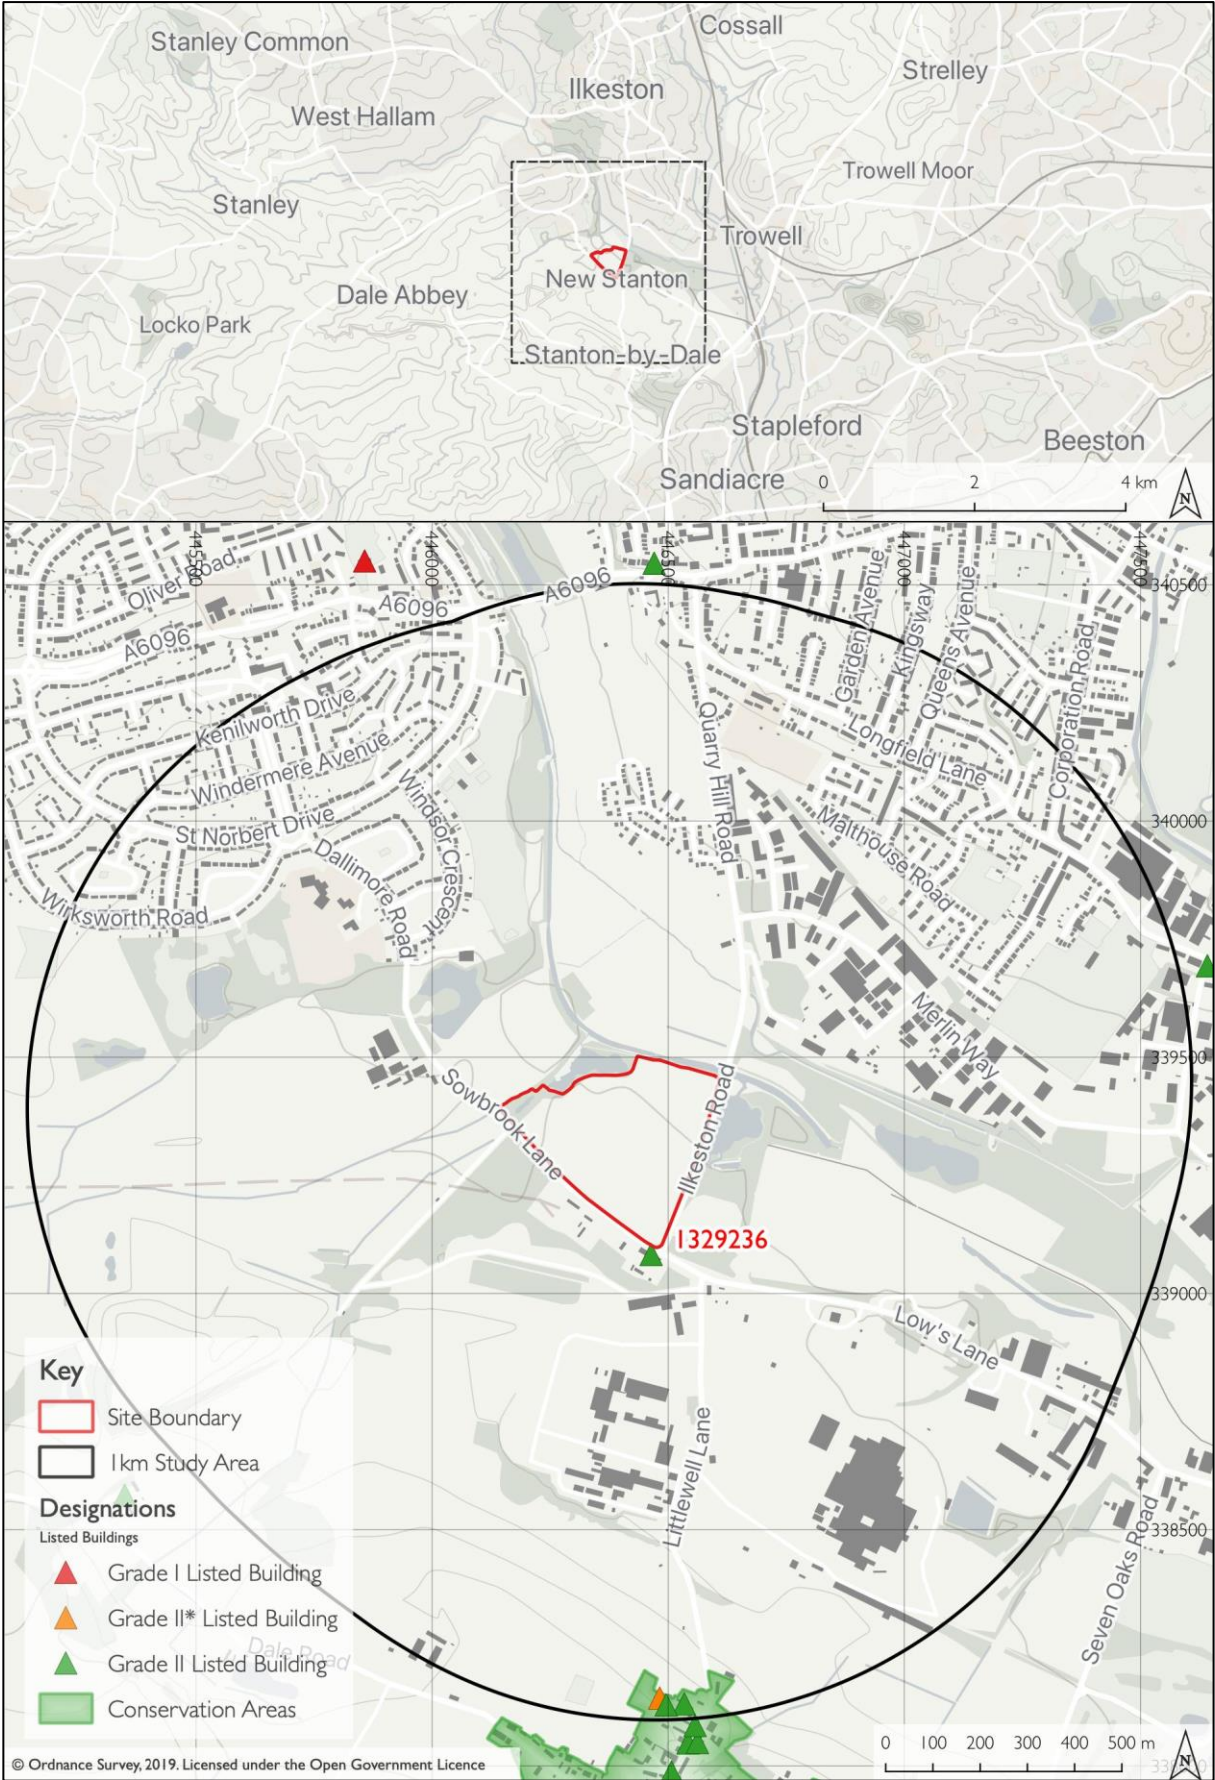 Cossall
Stanley Common
Strelley
Ilkeston
West Hallam
Trowell Moor
Stanley
Trowell
New Stanton
Dale Abbey
Locko Park
Stanton-by-Dale
Stapleford
Beeston
Sandiacre
0 2 4 km
N
445500
446000
446500
447000
447500
340500
Oliver Road
A6096
A6096
A6096
Garden Avenue
Kingsway
Queens Avenue
Corporation Road
Kenilworth Drive
Quarry Hill Road
Longfield Lane
Windermere Avenue
Windsor Crescent
340000
St Norbert Drive
Malthouse Road
Dallimore Road
Wirksworth Road
Merlin Way
339500
Sowbrook Lane
Ilkeston Road
1329236
339000
Low's Lane
Key
Site Boundary
1km Study Area
Littlewell Lane
Designations
Listed Buildings
338500
Seven Oaks Road
Grade I Listed Building
Grade II* Listed Building
Dale Road
Grade II Listed Building
Conservation Areas
0 100 200 300 400 500 m
N
© Ordnance Survey, 2019. Licensed under the Open Government Licence